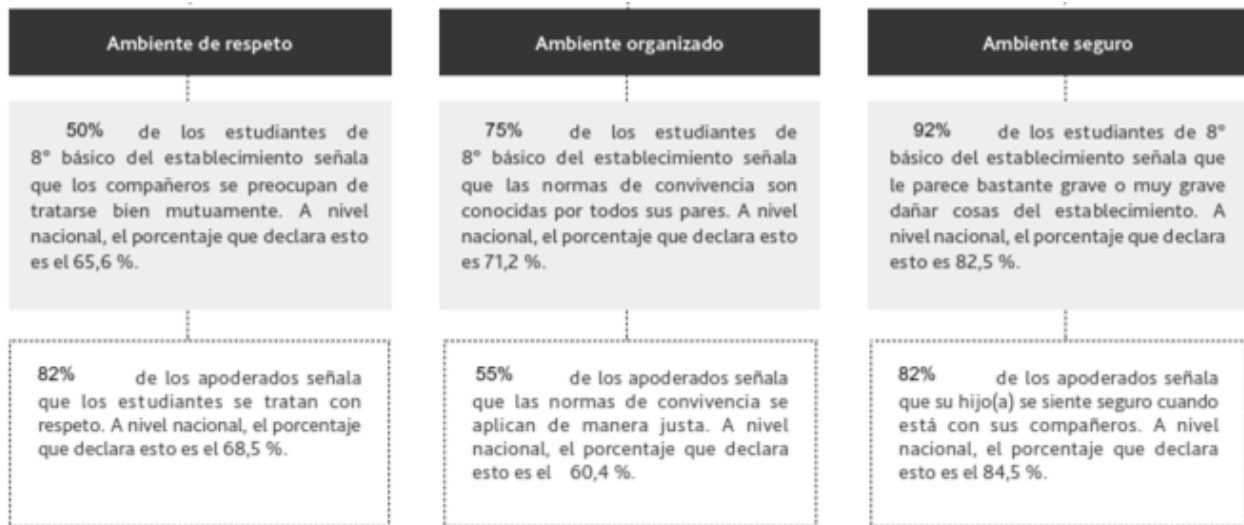 Ambiente de respeto
50% de los estudiantes de
8° básico del establecimiento señala
que los compañeros se preocupan de
tratarse bien mutuamente. A nivel
nacional, el porcentaje que declara esto
es el 65,6 %.
82% de los apoderados señala
que los estudiantes se tratan con
respeto. A nivel nacional, el porcentaje
que declara esto es el 68,5 %.
Ambiente organizado
75% de los estudiantes de
8° básico del establecimiento señala
que las normas de convivencia son
conocidas por todos sus pares. A nivel
nacional, el porcentaje que declara esto
es 71,2 %.
55% de los apoderados señala
que las normas de convivencia se
aplican de manera justa. A nivel
nacional, el porcentaje que declara
esto es el 60,4 %.
Ambiente seguro
92% de los estudiantes de 8°
básico del establecimiento señala que
le parece bastante grave o muy grave
dañar cosas del establecimiento. A
nivel nacional, el porcentaje que declara
esto es 82,5 %.
82% de los apoderados señala
que su hijo(a) se siente seguro cuando
está con sus compañeros. A nivel
nacional, el porcentaje que declara
esto es el 84,5 %.